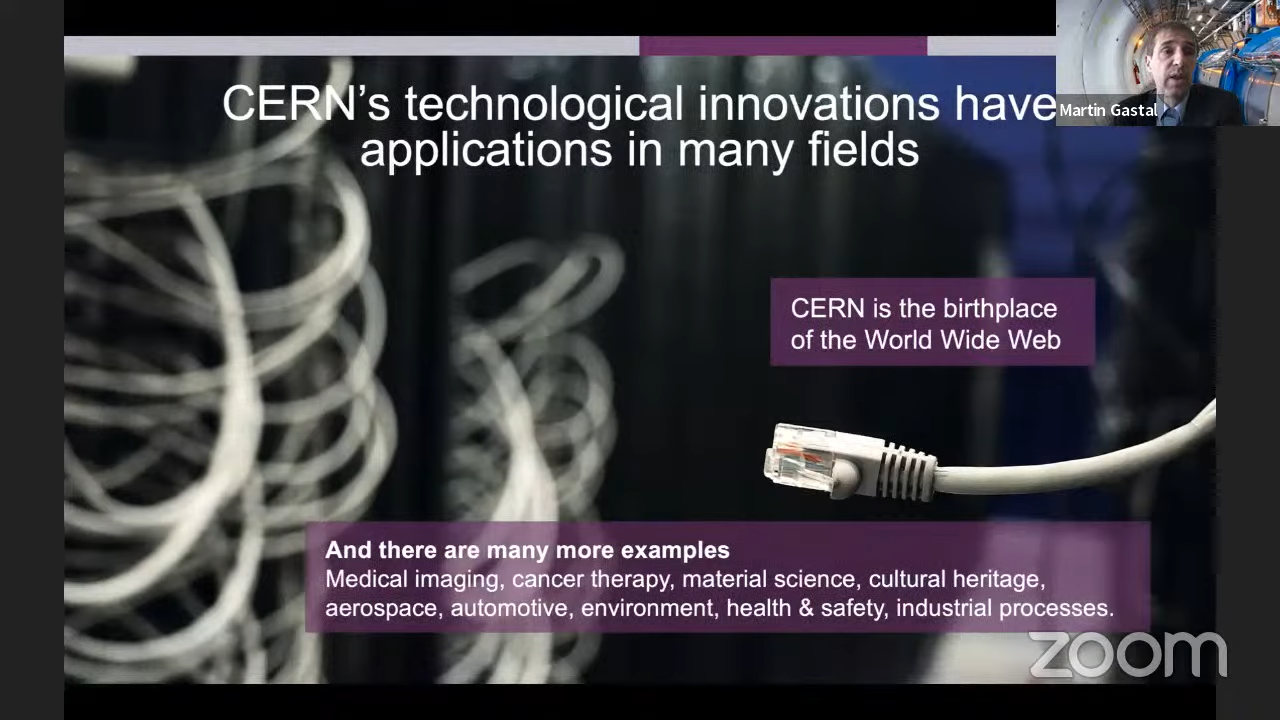 CERN’s technological innovations have
applications in many fields
Martin Gastal
CERN is the birthplace
of the World Wide Web
And there are many more examples
Medical imaging, cancer therapy, material science, cultural heritage,
aerospace, automotive, environment, health & safety, industrial processes.
zoom